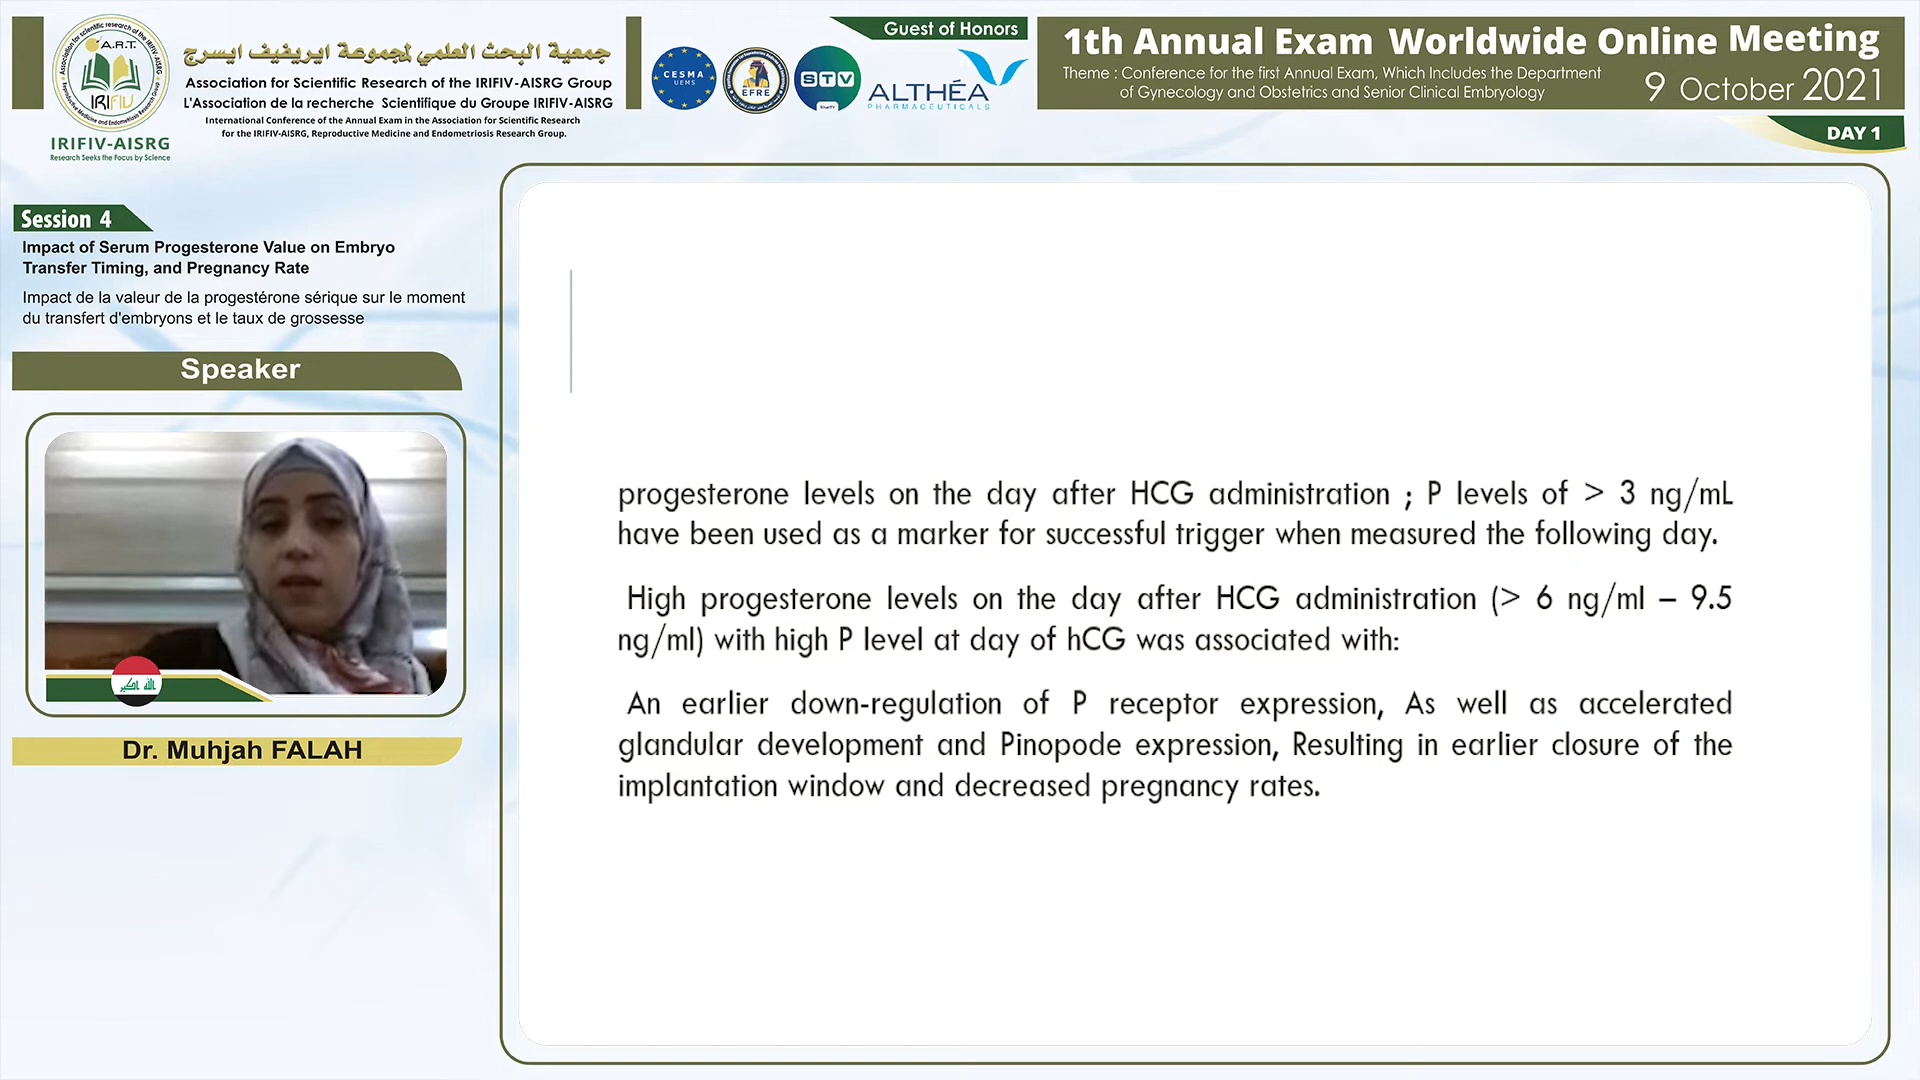 A.R.T.
IRIFIV
IRIFIV-AISRG
Research Seeks the Focus by Science
جمعية البحث العلمي لمجموعة ايريفيف ايسرج
Association for Scientific Research of the IRIFIV-AISRG Group
L'Association de la recherche Scientifique du Groupe IRIFIV-AISRG
International Conference of the Annual Exam in the Association for Scientific Research
for the IRIFIV-AISRG, Reproductive Medicine and Endometriosis Research Group.
Guest of Honors
CESMA
UEMS
EFRE
STV
ALTHÉA
PHARMACEUTICALS
1th Annual Exam Worldwide Online Meeting
Theme : Conference for the first Annual Exam, Which Includes the Department
of Gynecology and Obstetrics and Senior Clinical Embryology
9 October 2021
DAY 1
Session 4
Impact of Serum Progesterone Value on Embryo
Transfer Timing, and Pregnancy Rate
Impact de la valeur de la progestérone sérique sur le moment
du transfert d'embryons et le taux de grossesse
Speaker
الله اكبر
Dr. Muhjah FALAH
progesterone levels on the day after HCG administration ; P levels of > 3 ng/mL
have been used as a marker for successful trigger when measured the following day.
High progesterone levels on the day after HCG administration (> 6 ng/ml – 9.5
ng/ml) with high P level at day of hCG was associated with:
An earlier down-regulation of P receptor expression, As well as accelerated
glandular development and Pinopode expression, Resulting in earlier closure of the
implantation window and decreased pregnancy rates.